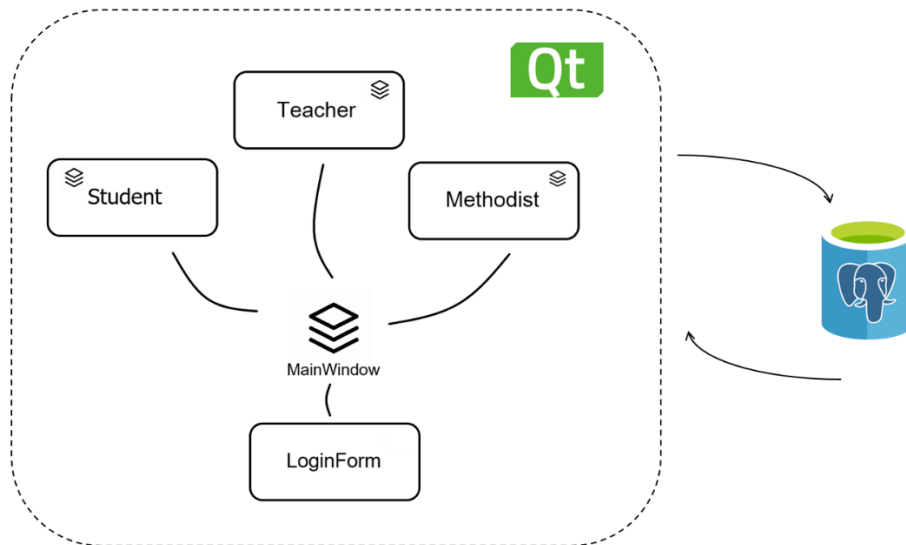 Qt
Teacher
Student
Methodist
MainWindow
LoginForm